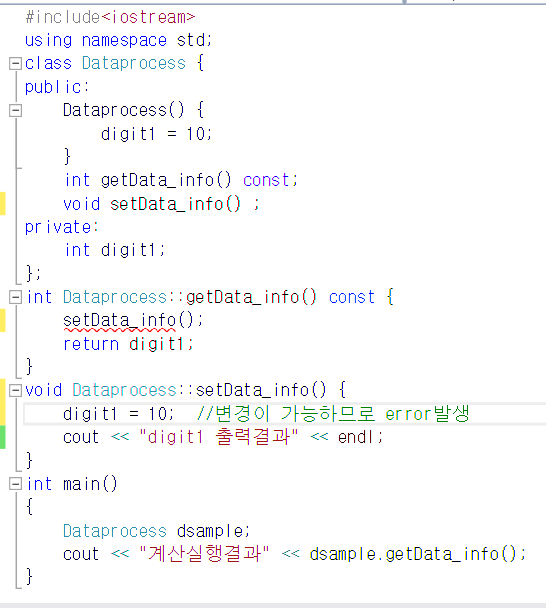 #include<iostream>
using namespace std;
class Dataprocess {
public:
    Dataprocess() {
        digit1 = 10;
    }
    int getData_info() const;
    void setData_info() ;
private:
    int digit1;
};
int Dataprocess::getData_info() const {
    setData_info();
    return digit1;
}
void Dataprocess::setData_info() {
    digit1 = 10;  //변경이 가능하므로 error발생
    cout << "digit1 출력결과" << endl;
}
int main()
{
    Dataprocess dsample;
    cout << "계산실행결과" << dsample.getData_info();
}